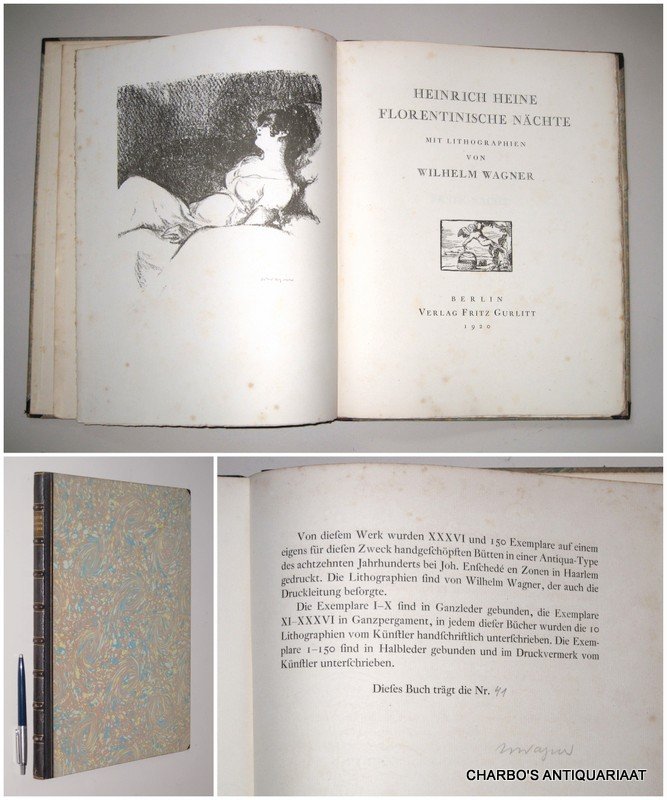 HEINRICH HEINE
FLORENTINISCHE NÄCHTE
MIT LITHOGRAPHIEN
VON
WILHELM WAGNER
BERLIN
VERLAG FRITZ GURLITT
1920
Von dieſem Werk wurden XXXVI und 150 Exemplare auf einem
eigens für dieſen Zweck handgeſchöpften Bütten in einer Antiqua-Type
des achtzehnten Jahrhunderts bei Joh. Enſchedé en Zonen in Haarlem
gedruckt. Die Lithographien ſind von Wilhelm Wagner, der auch die
Druckleitung beſorgte.
Die Exemplare I–X ſind in Ganzleder gebunden, die Exemplare
XI–XXXVI in Ganzpergament, in jedem dieſer Bücher wurden die 10
Lithographien vom Künſtler handſchriftlich unterſchrieben. Die Exem-
plare 1–150 ſind in Halbleder gebunden und im Druckvermerk vom
Künſtler unterſchrieben.
Dieſes Buch trägt die Nr. 41
WWagner
CHARBO'S ANTIQUARIAAT